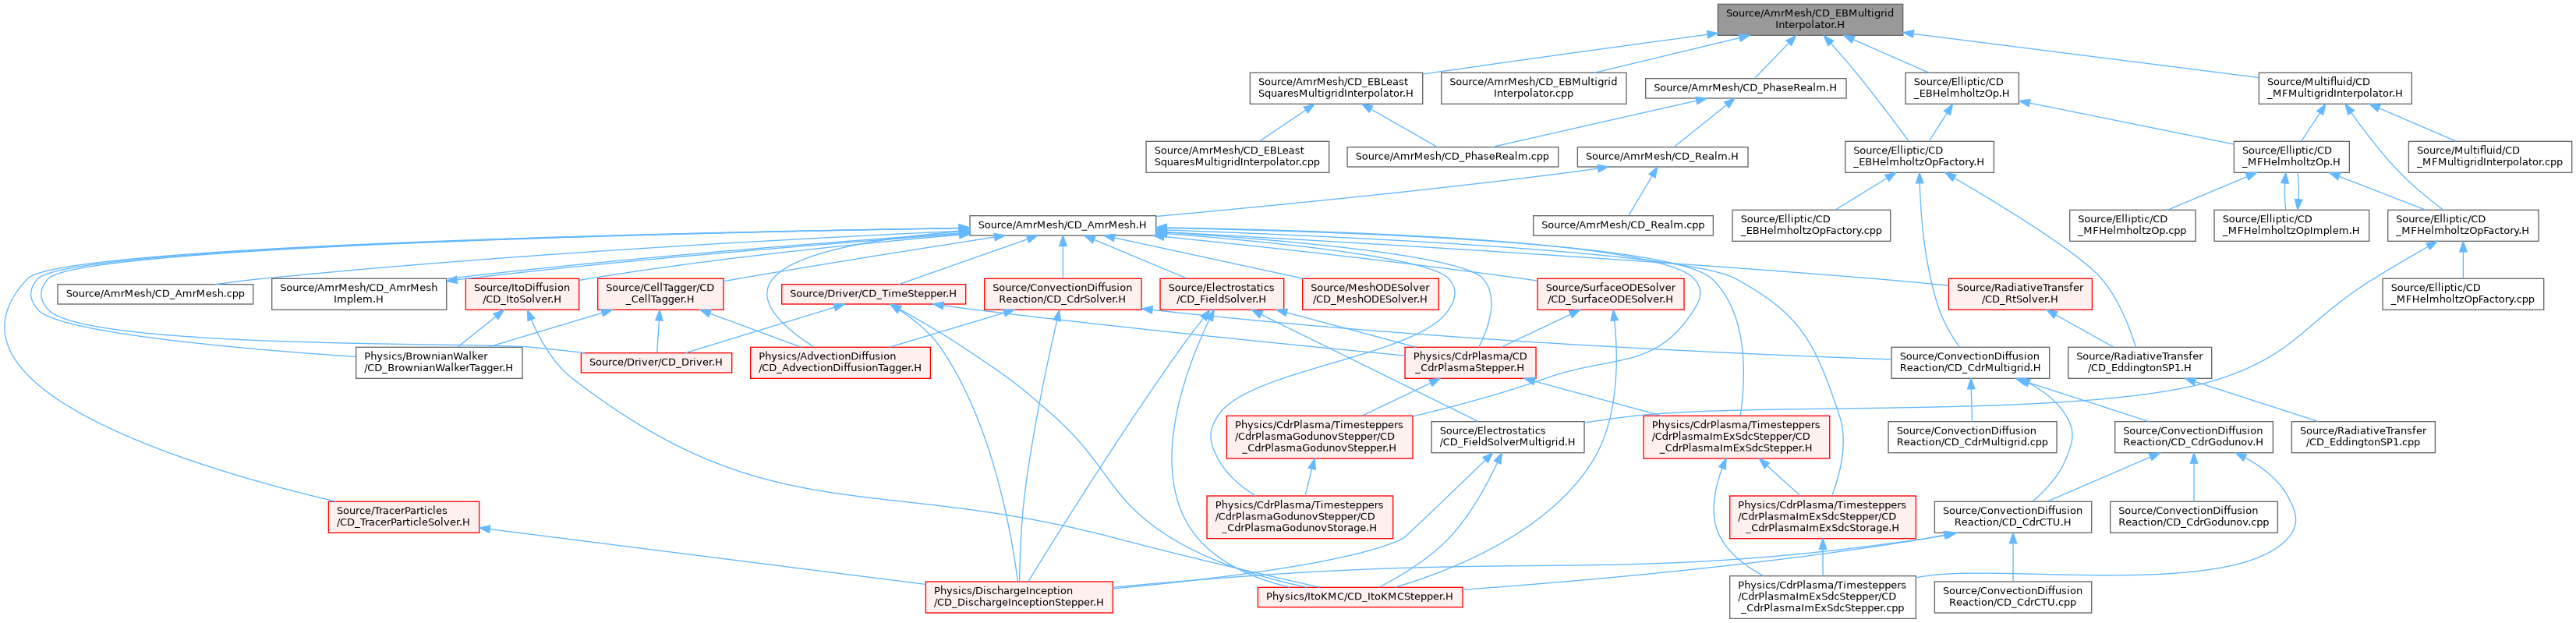 Source/AmrMesh/CD_EBMultigrid
Interpolator.H
Source/AmrMesh/CD_EBLeast
SquaresMultigridInterpolator.H
Source/AmrMesh/CD_EBMultigrid
Interpolator.cpp
Source/AmrMesh/CD_PhaseRealm.H
Source/Elliptic/CD
_EBHelmholtzOp.H
Source/Multifluid/CD
_MFMultigridInterpolator.H
Source/AmrMesh/CD_EBLeast
SquaresMultigridInterpolator.cpp
Source/AmrMesh/CD_PhaseRealm.cpp
Source/AmrMesh/CD_Realm.H
Source/Elliptic/CD
_EBHelmholtzOpFactory.H
Source/Elliptic/CD
_MFHelmholtzOp.H
Source/Multifluid/CD
_MFMultigridInterpolator.cpp
Source/AmrMesh/CD_AmrMesh.H
Source/AmrMesh/CD_Realm.cpp
Source/Elliptic/CD
_EBHelmholtzOpFactory.cpp
Source/Elliptic/CD
_MFHelmholtzOp.cpp
Source/Elliptic/CD
_MFHelmholtzOpImplem.H
Source/Elliptic/CD
_MFHelmholtzOpFactory.H
Source/AmrMesh/CD_AmrMesh.cpp
Source/AmrMesh/CD_AmrMesh
Implem.H
Source/ItoDiffusion
/CD_ItoSolver.H
Source/CellTagger/CD
_CellTagger.H
Source/Driver/CD_TimeStepper.H
Source/ConvectionDiffusion
Reaction/CD_CdrSolver.H
Source/Electrostatics
/CD_FieldSolver.H
Source/MeshODESolver
/CD_MeshODESolver.H
Source/SurfaceODESolver
/CD_SurfaceODESolver.H
Source/RadiativeTransfer
/CD_RtSolver.H
Source/Elliptic/CD
_MFHelmholtzOpFactory.cpp
Physics/BrownianWalker
/CD_BrownianWalkerTagger.H
Source/Driver/CD_Driver.H
Physics/AdvectionDiffusion
/CD_AdvectionDiffusionTagger.H
Physics/CdrPlasma/CD
_CdrPlasmaStepper.H
Source/ConvectionDiffusion
Reaction/CD_CdrMultigrid.H
Source/RadiativeTransfer
/CD_EddingtonSP1.H
Physics/CdrPlasma/Timesteppers
/CdrPlasmaGodunovStepper/CD
_CdrPlasmaGodunovStepper.H
Source/Electrostatics
/CD_FieldSolverMultigrid.H
Physics/CdrPlasma/Timesteppers
/CdrPlasmaImExSdcStepper/CD
_CdrPlasmaImExSdcStepper.H
Source/ConvectionDiffusion
Reaction/CD_CdrMultigrid.cpp
Source/ConvectionDiffusion
Reaction/CD_CdrGodunov.H
Source/RadiativeTransfer
/CD_EddingtonSP1.cpp
Source/TracerParticles
/CD_TracerParticleSolver.H
Physics/CdrPlasma/Timesteppers
/CdrPlasmaGodunovStepper/CD
_CdrPlasmaGodunovStorage.H
Physics/CdrPlasma/Timesteppers
/CdrPlasmaImExSdcStepper/CD
_CdrPlasmaImExSdcStorage.H
Source/ConvectionDiffusion
Reaction/CD_CdrCTU.H
Source/ConvectionDiffusion
Reaction/CD_CdrGodunov.cpp
Physics/DischargeInception
/CD_DischargeInceptionStepper.H
Physics/ItoKMC/CD_ItoKMCStepper.H
Physics/CdrPlasma/Timesteppers
/CdrPlasmaImExSdcStepper/CD
_CdrPlasmaImExSdcStepper.cpp
Source/ConvectionDiffusion
Reaction/CD_CdrCTU.cpp